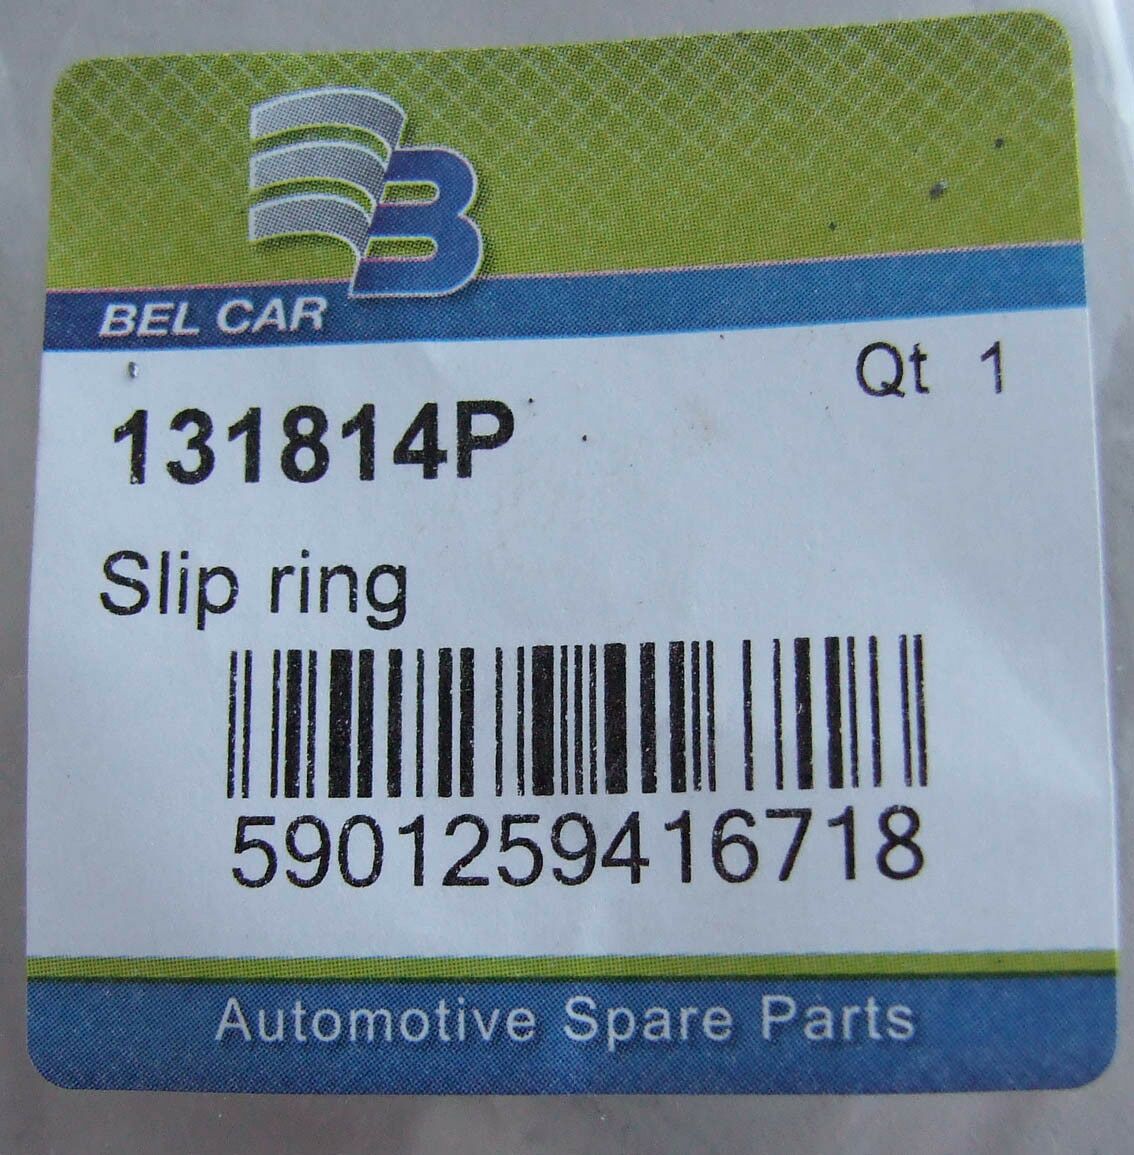 B
BEL CAR
Qt 1
131814P
Slip ring
5901259416718
Automotive Spare Parts